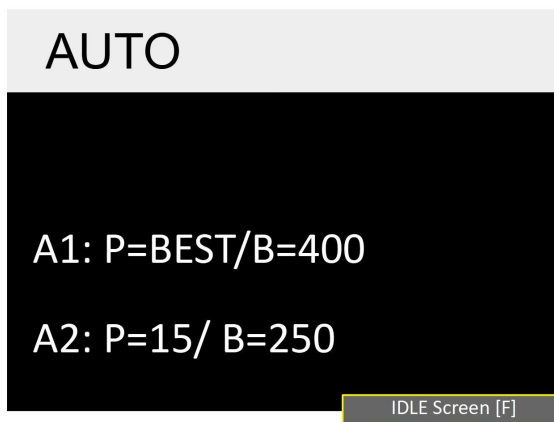 AUTO
A1: P=BEST/B=400
A2: P=15/ B=250
IDLE Screen [F]